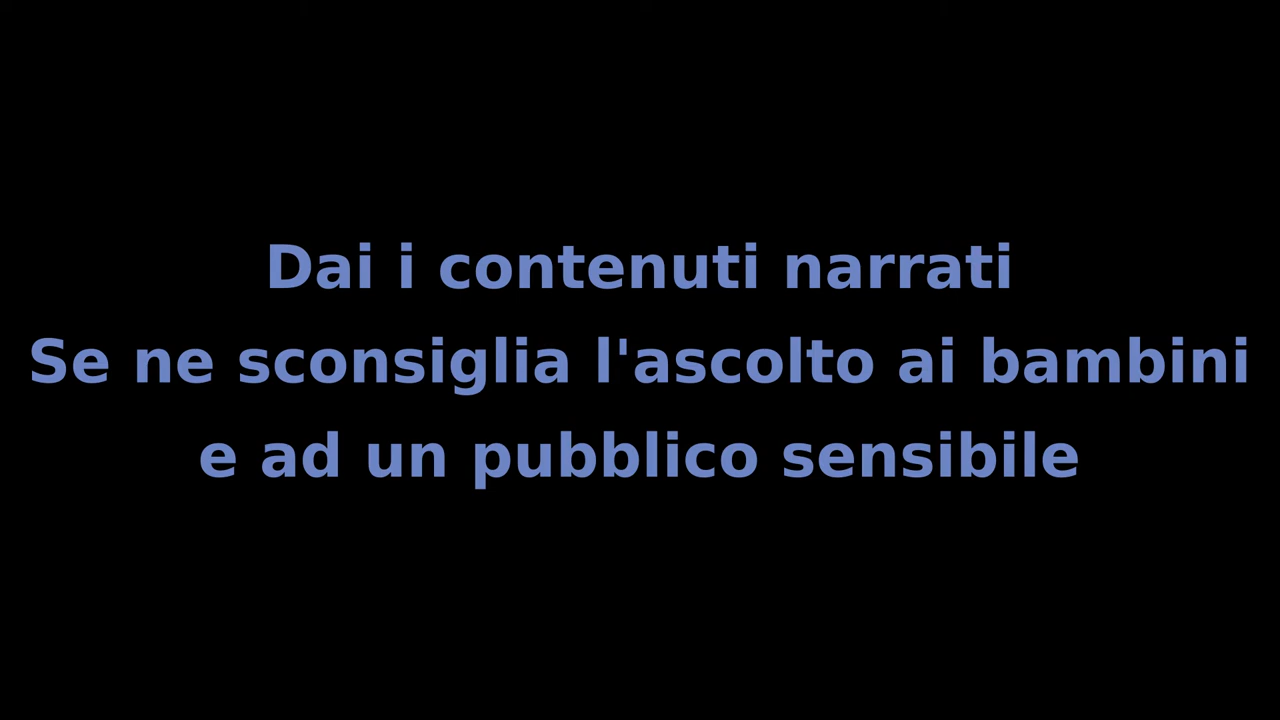 Dai i contenuti narrati
Se ne sconsiglia l'ascolto ai bambini
e ad un pubblico sensibile